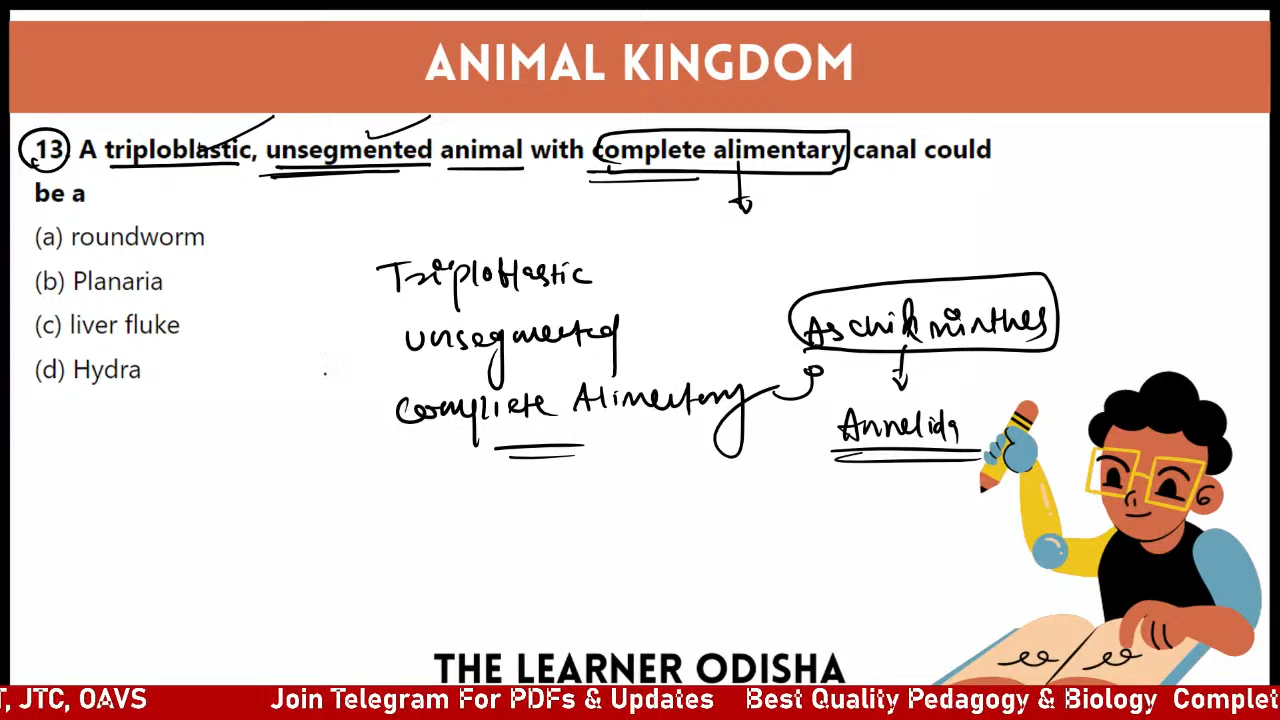 ANIMAL KINGDOM
13. A triploblastic, unsegmented animal with complete alimentary canal could
be a
(a) roundworm
(b) Planaria
(c) liver fluke
(d) Hydra
Triploblastic
unsegmented
complete Alimentary
Aschihminthes
Annelida
THE LEARNER ODISHA
T, JTC, OAVS Join Telegram For PDFs & Updates Best Quality Pedagogy & Biology Complet